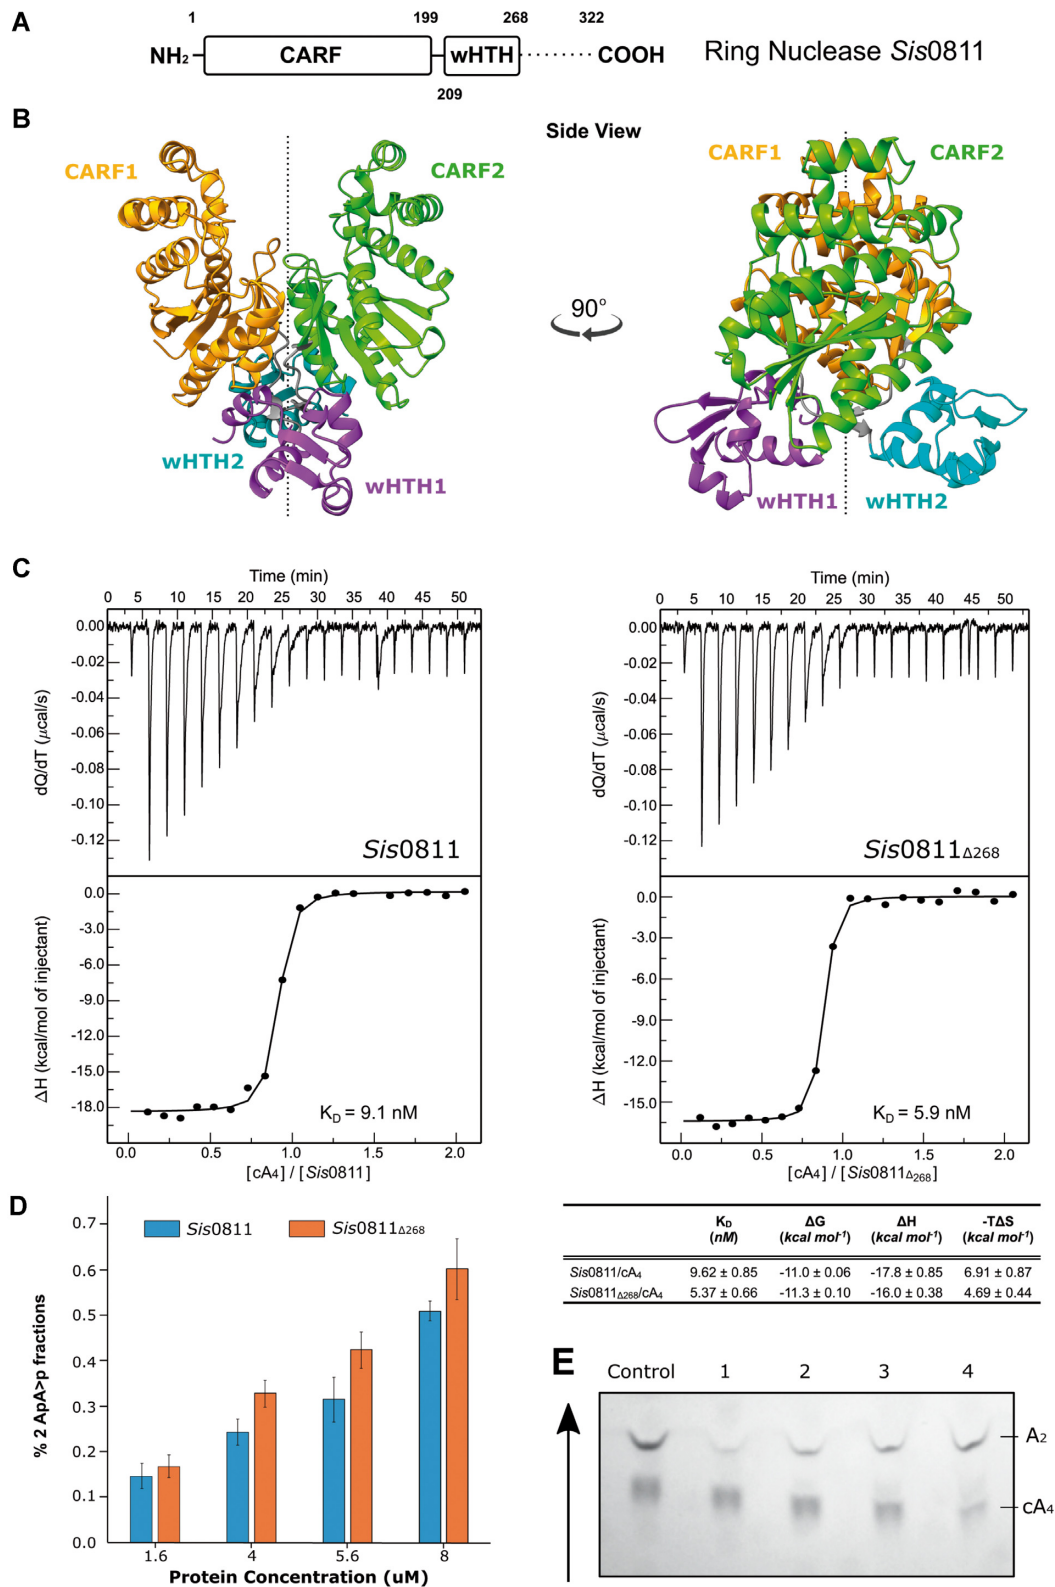 A
1 199 268 322
NH2 CARF wHTH COOH
209
Ring Nuclease Sis0811
B
Side View
CARF1 CARF2
wHTH2
wHTH1
90°
CARF1 CARF2
wHTH1 wHTH2
C
Time (min)
0 5 10 15 20 25 30 35 40 45 50
0.00
-0.02
-0.04
-0.06
-0.08
-0.10
-0.12
dQ/dT (μcal/s)
Sis0811
0.0
-3.0
-6.0
-9.0
-12.0
-15.0
-18.0
ΔH (kcal/mol of injectant)
KD = 9.1 nM
0.0 0.5 1.0 1.5 2.0
[cA4] / [Sis0811]
Time (min)
0 5 10 15 20 25 30 35 40 45 50
0.00
-0.02
-0.04
-0.06
-0.08
-0.10
-0.12
dQ/dT (μcal/s)
Sis0811Δ268
0.0
-3.0
-6.0
-9.0
-12.0
-15.0
ΔH (kcal/mol of injectant)
KD = 5.9 nM
0.0 0.5 1.0 1.5 2.0
[cA4] / [Sis0811Δ268]
D
0.7
0.6
0.5
0.4
0.3
0.2
0.1
0.0
% 2 ApA>p fractions
Sis0811 Sis0811Δ268
1.6 4 5.6 8
Protein Concentration (uM)
KD ΔG ΔH -TΔS
(nM) (kcal mol-1) (kcal mol-1) (kcal mol-1)
Sis0811/cA4 9.62 ± 0.85 -11.0 ± 0.06 -17.8 ± 0.85 6.91 ± 0.87
Sis0811Δ268/cA4 5.37 ± 0.66 -11.3 ± 0.10 -16.0 ± 0.38 4.69 ± 0.44
E
Control 1 2 3 4
A2
cA4